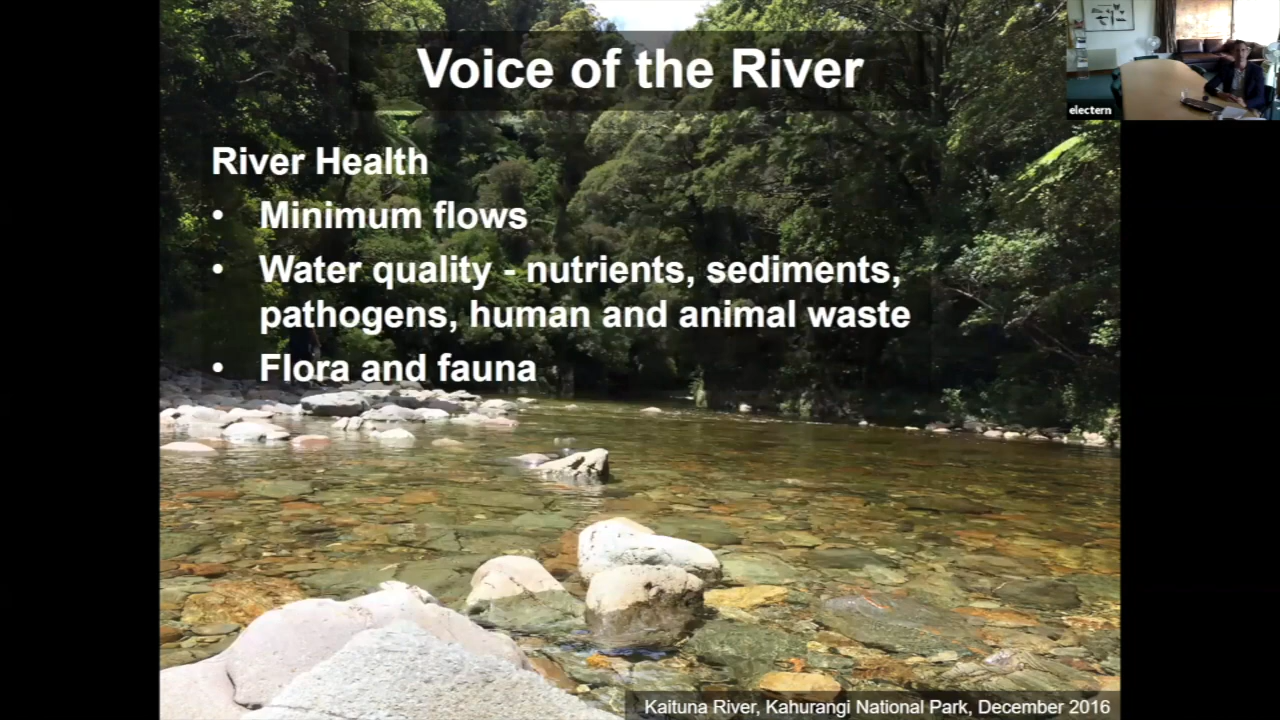 Voice of the River
electern
River Health
• Minimum flows
• Water quality - nutrients, sediments,
pathogens, human and animal waste
• Flora and fauna
Kaituna River, Kahurangi National Park, December 2016